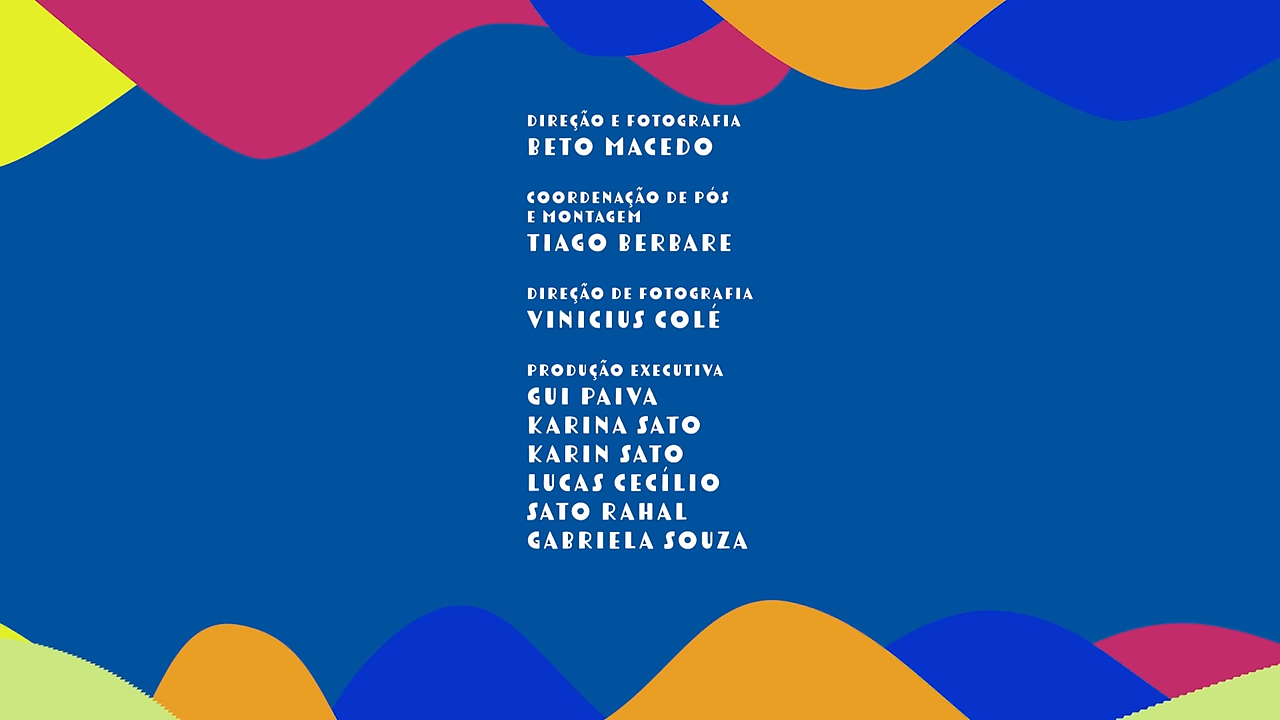 DIREÇÃO E FOTOGRAFIA
BETO MACEDO
COORDENAÇÃO DE PÓS
E MONTAGEM
TIAGO BERBARE
DIREÇÃO DE FOTOGRAFIA
VINICIUS COLÉ
PRODUÇÃO EXECUTIVA
GUI PAIVA
KARINA SATO
KARIN SATO
LUCAS CECÍLIO
SATO RAHAL
GABRIELA SOUZA